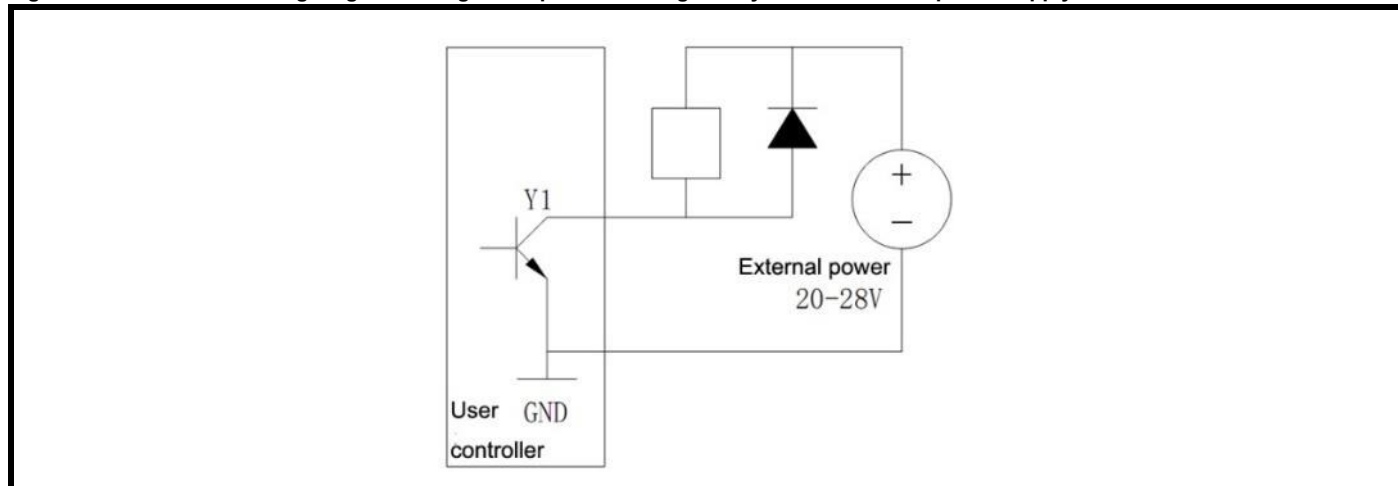 Y1
+
−
External power
20-28V
User GND
controller